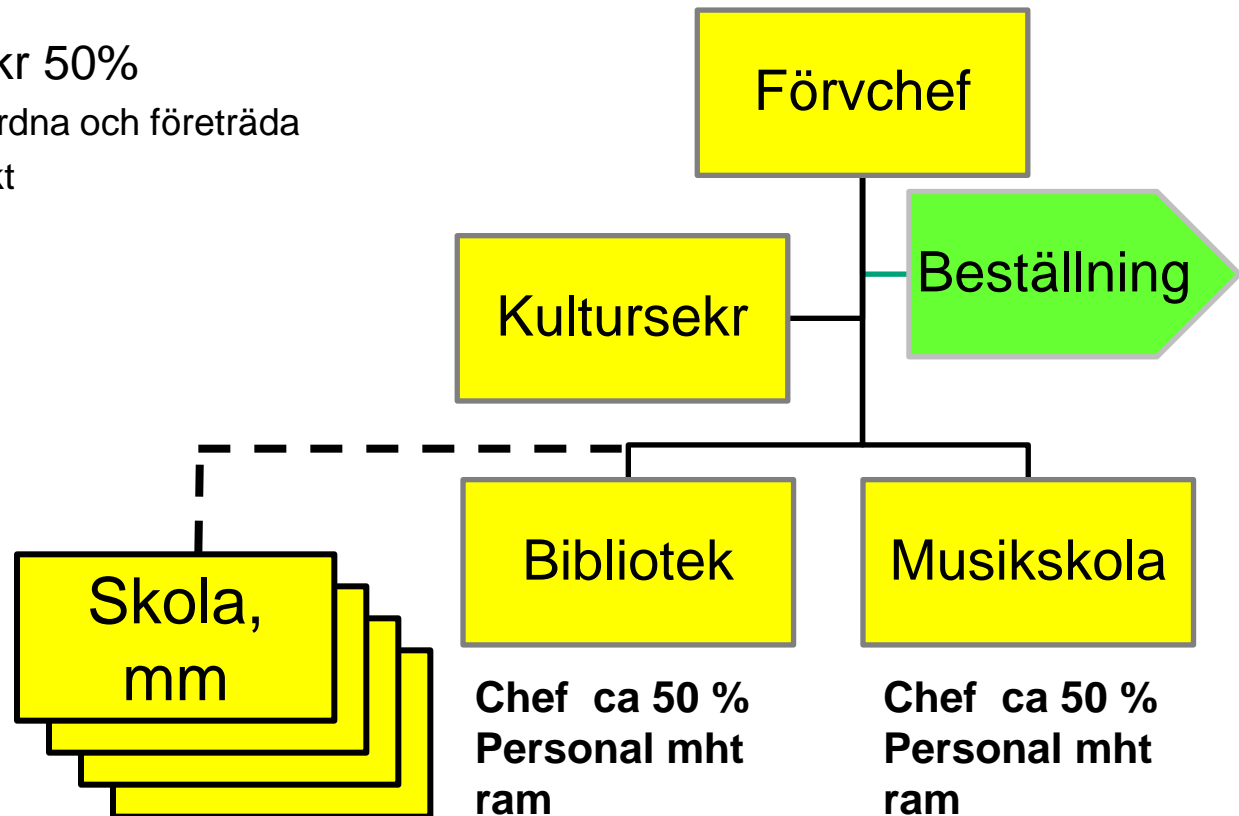 kr 50%
rdna och företräda
kt
Förvchef
Beställning
Kultursekr
Bibliotek
Musikskola
Skola,
mm
Chef ca 50 %
Personal mht
ram
Chef ca 50 %
Personal mht
ram